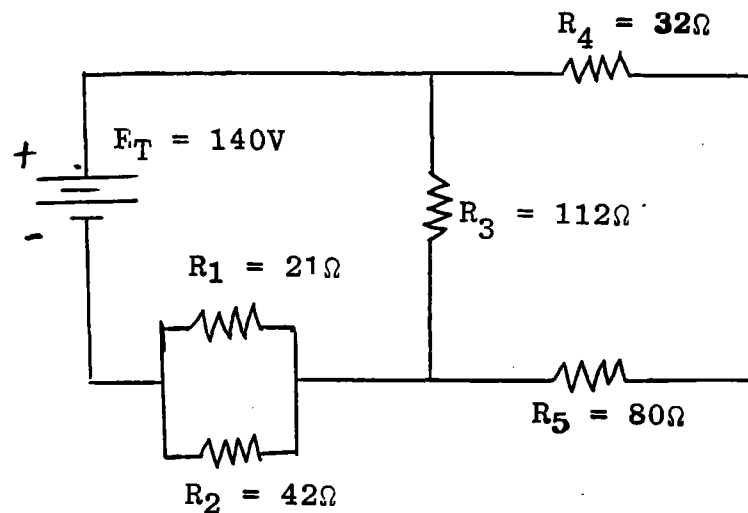 R4 = 32Ω
+
ET = 140V
-
R3 = 112Ω
R1 = 21Ω
R5 = 80Ω
R2 = 42Ω